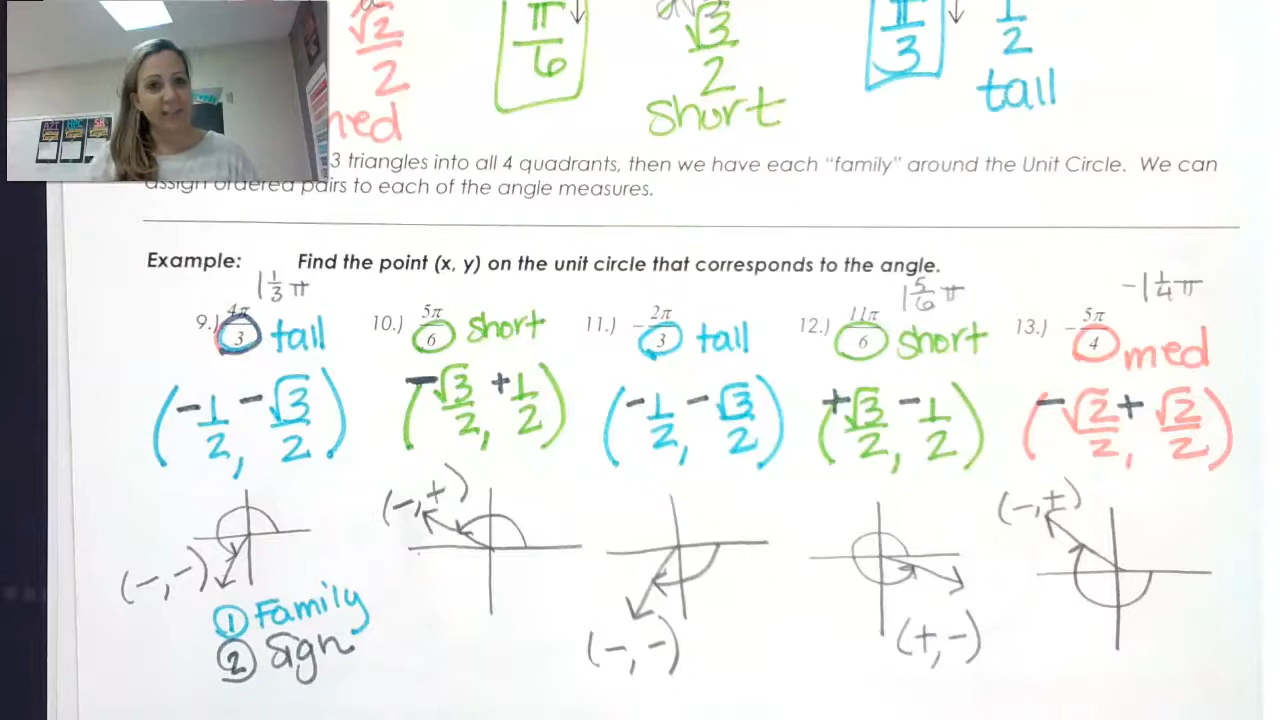 √2/2 π/6 √3/2 π/3 1/2
med short tall
3 triangles into all 4 quadrants, then we have each "family" around the Unit Circle. We can
assign ordered pairs to each of the angle measures.
Example: Find the point (x, y) on the unit circle that corresponds to the angle.
1 1/3 π 1 5/6 π -1 1/4 π
9.) 4π/3 tall 10.) 5π/6 short 11.) -2π/3 tall 12.) 11π/6 short 13.) -5π/4 med
(-1/2, -√3/2) (-√3/2, +1/2) (-1/2, -√3/2) (+√3/2, -1/2) (-√2/2, +√2/2)
(-,+) (-,+)
(-,-)
① Family
② Sign
(-,-) (+,-)